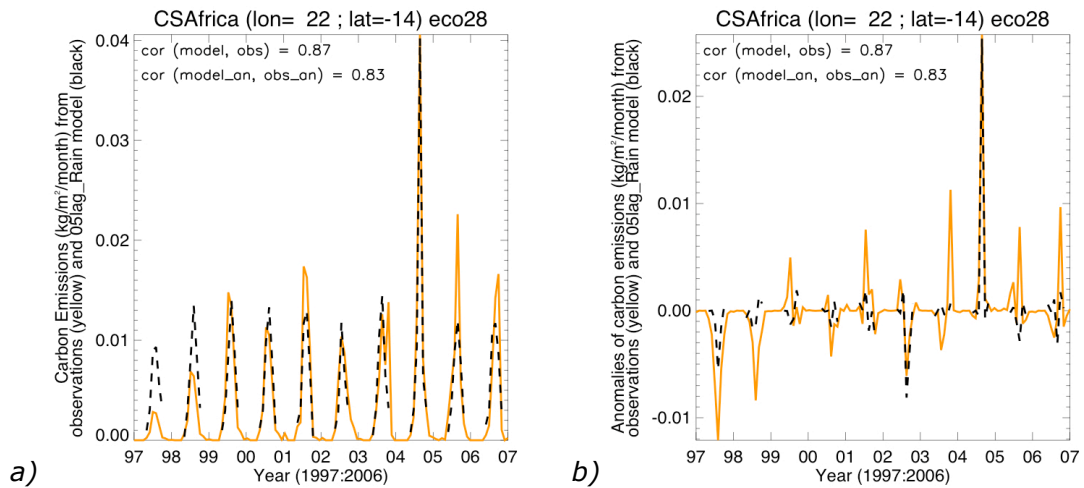 CSAfrica (lon= 22 ; lat=-14) eco28
cor (model, obs) = 0.87
cor (model_an, obs_an) = 0.83
Carbon Emissions (kg/m²/month) from
observations (yellow) and 05lag_Rain model (black)
0.04
0.03
0.02
0.01
0.00
97 98 99 00 01 02 03 04 05 06 07
Year (1997:2006)
a)
CSAfrica (lon= 22 ; lat=-14) eco28
cor (model, obs) = 0.87
cor (model_an, obs_an) = 0.83
Anomalies of carbon emissions (kg/m²/month) from
observations (yellow) and 05lag_Rain model (black)
0.02
0.01
0.00
-0.01
97 98 99 00 01 02 03 04 05 06 07
Year (1997:2006)
b)